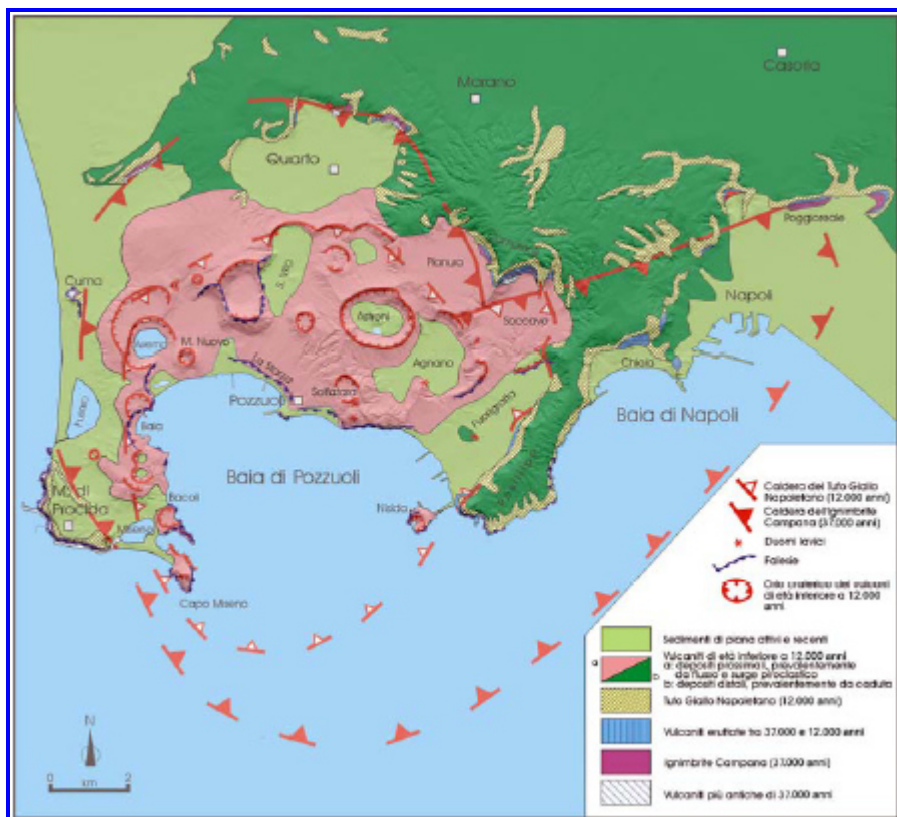 Casoria
Marano
Quarto
Poggioreale
Pianura
Cuma
S. Vito
Napoli
Astroni
Soccavo
Averno
M. Nuovo
Agnano
Chiaia
La Starza
Solfatara
Pozzuoli
Fuorigrotta
Fusaro
Baia di Napoli
Baia
Baia di Pozzuoli
M. di
Procida
Bacoli
Nisida
Miseno
Capo Miseno
Caldera del Tufo Giallo
Napoletano (12.000 anni)
Caldera dell'Ignimbrite
Campana (37.000 anni)
Duomi lavici
Falesie
Orlo craterico dei vulcani
di età inferiore a 12.000
anni
Sedimenti di piana attivi e recenti
Vulcaniti di età inferiore a 12.000 anni
a: depositi prossimali, prevalentemente
da flusso e surge piroclastico
b: depositi distali, prevalentemente da caduta
a
b
Tufo Giallo Napoletano (12.000 anni)
Vulcaniti eruttate tra 37.000 e 12.000 anni
Ignimbrite Campana (37.000 anni)
Vulcaniti più antiche di 37.000 anni
N
0 2
km